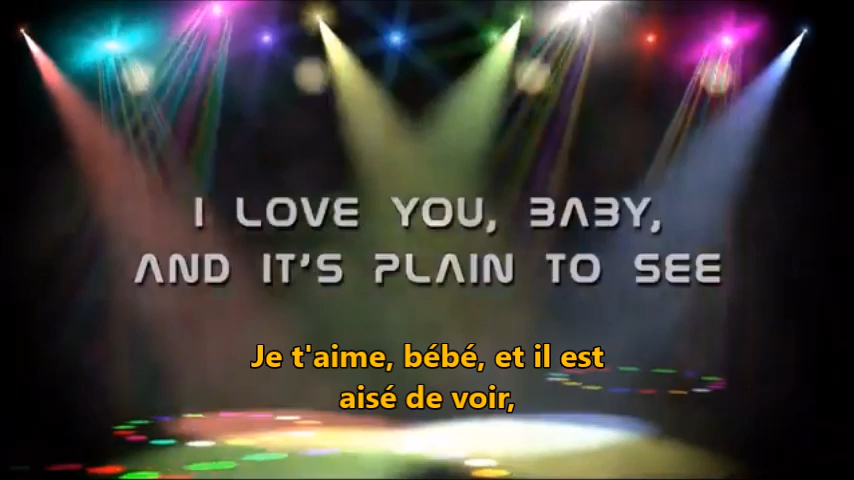 I LOVE YOU, BABY,
AND IT'S PLAIN TO SEE
Je t'aime, bébé, et il est
aisé de voir,